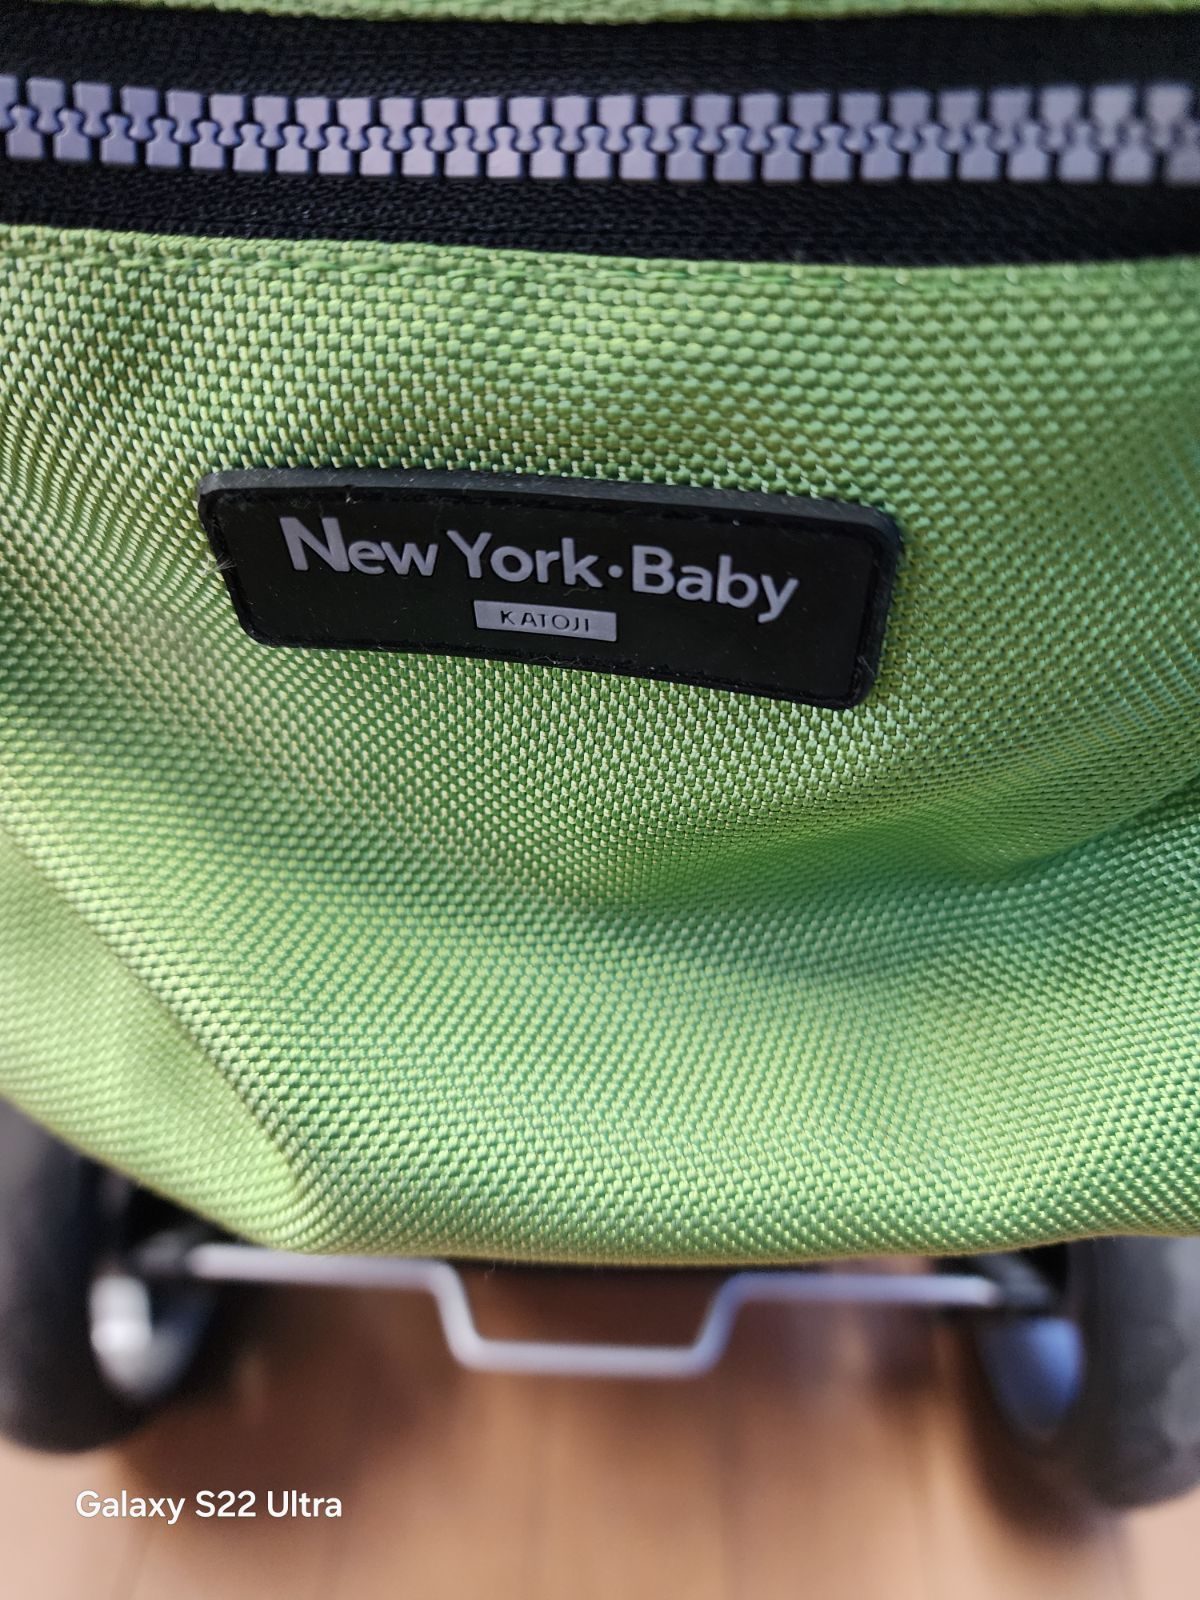 New York·Baby
KATOJI
Galaxy S22 Ultra